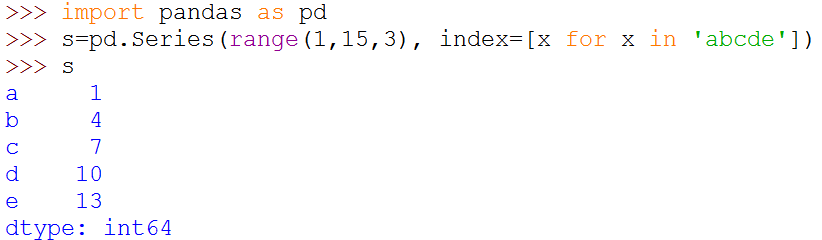 >>> import pandas as pd
>>> s=pd.Series(range(1,15,3), index=[x for x in 'abcde'])
>>> s
a     1
b     4
c     7
d    10
e    13
dtype: int64